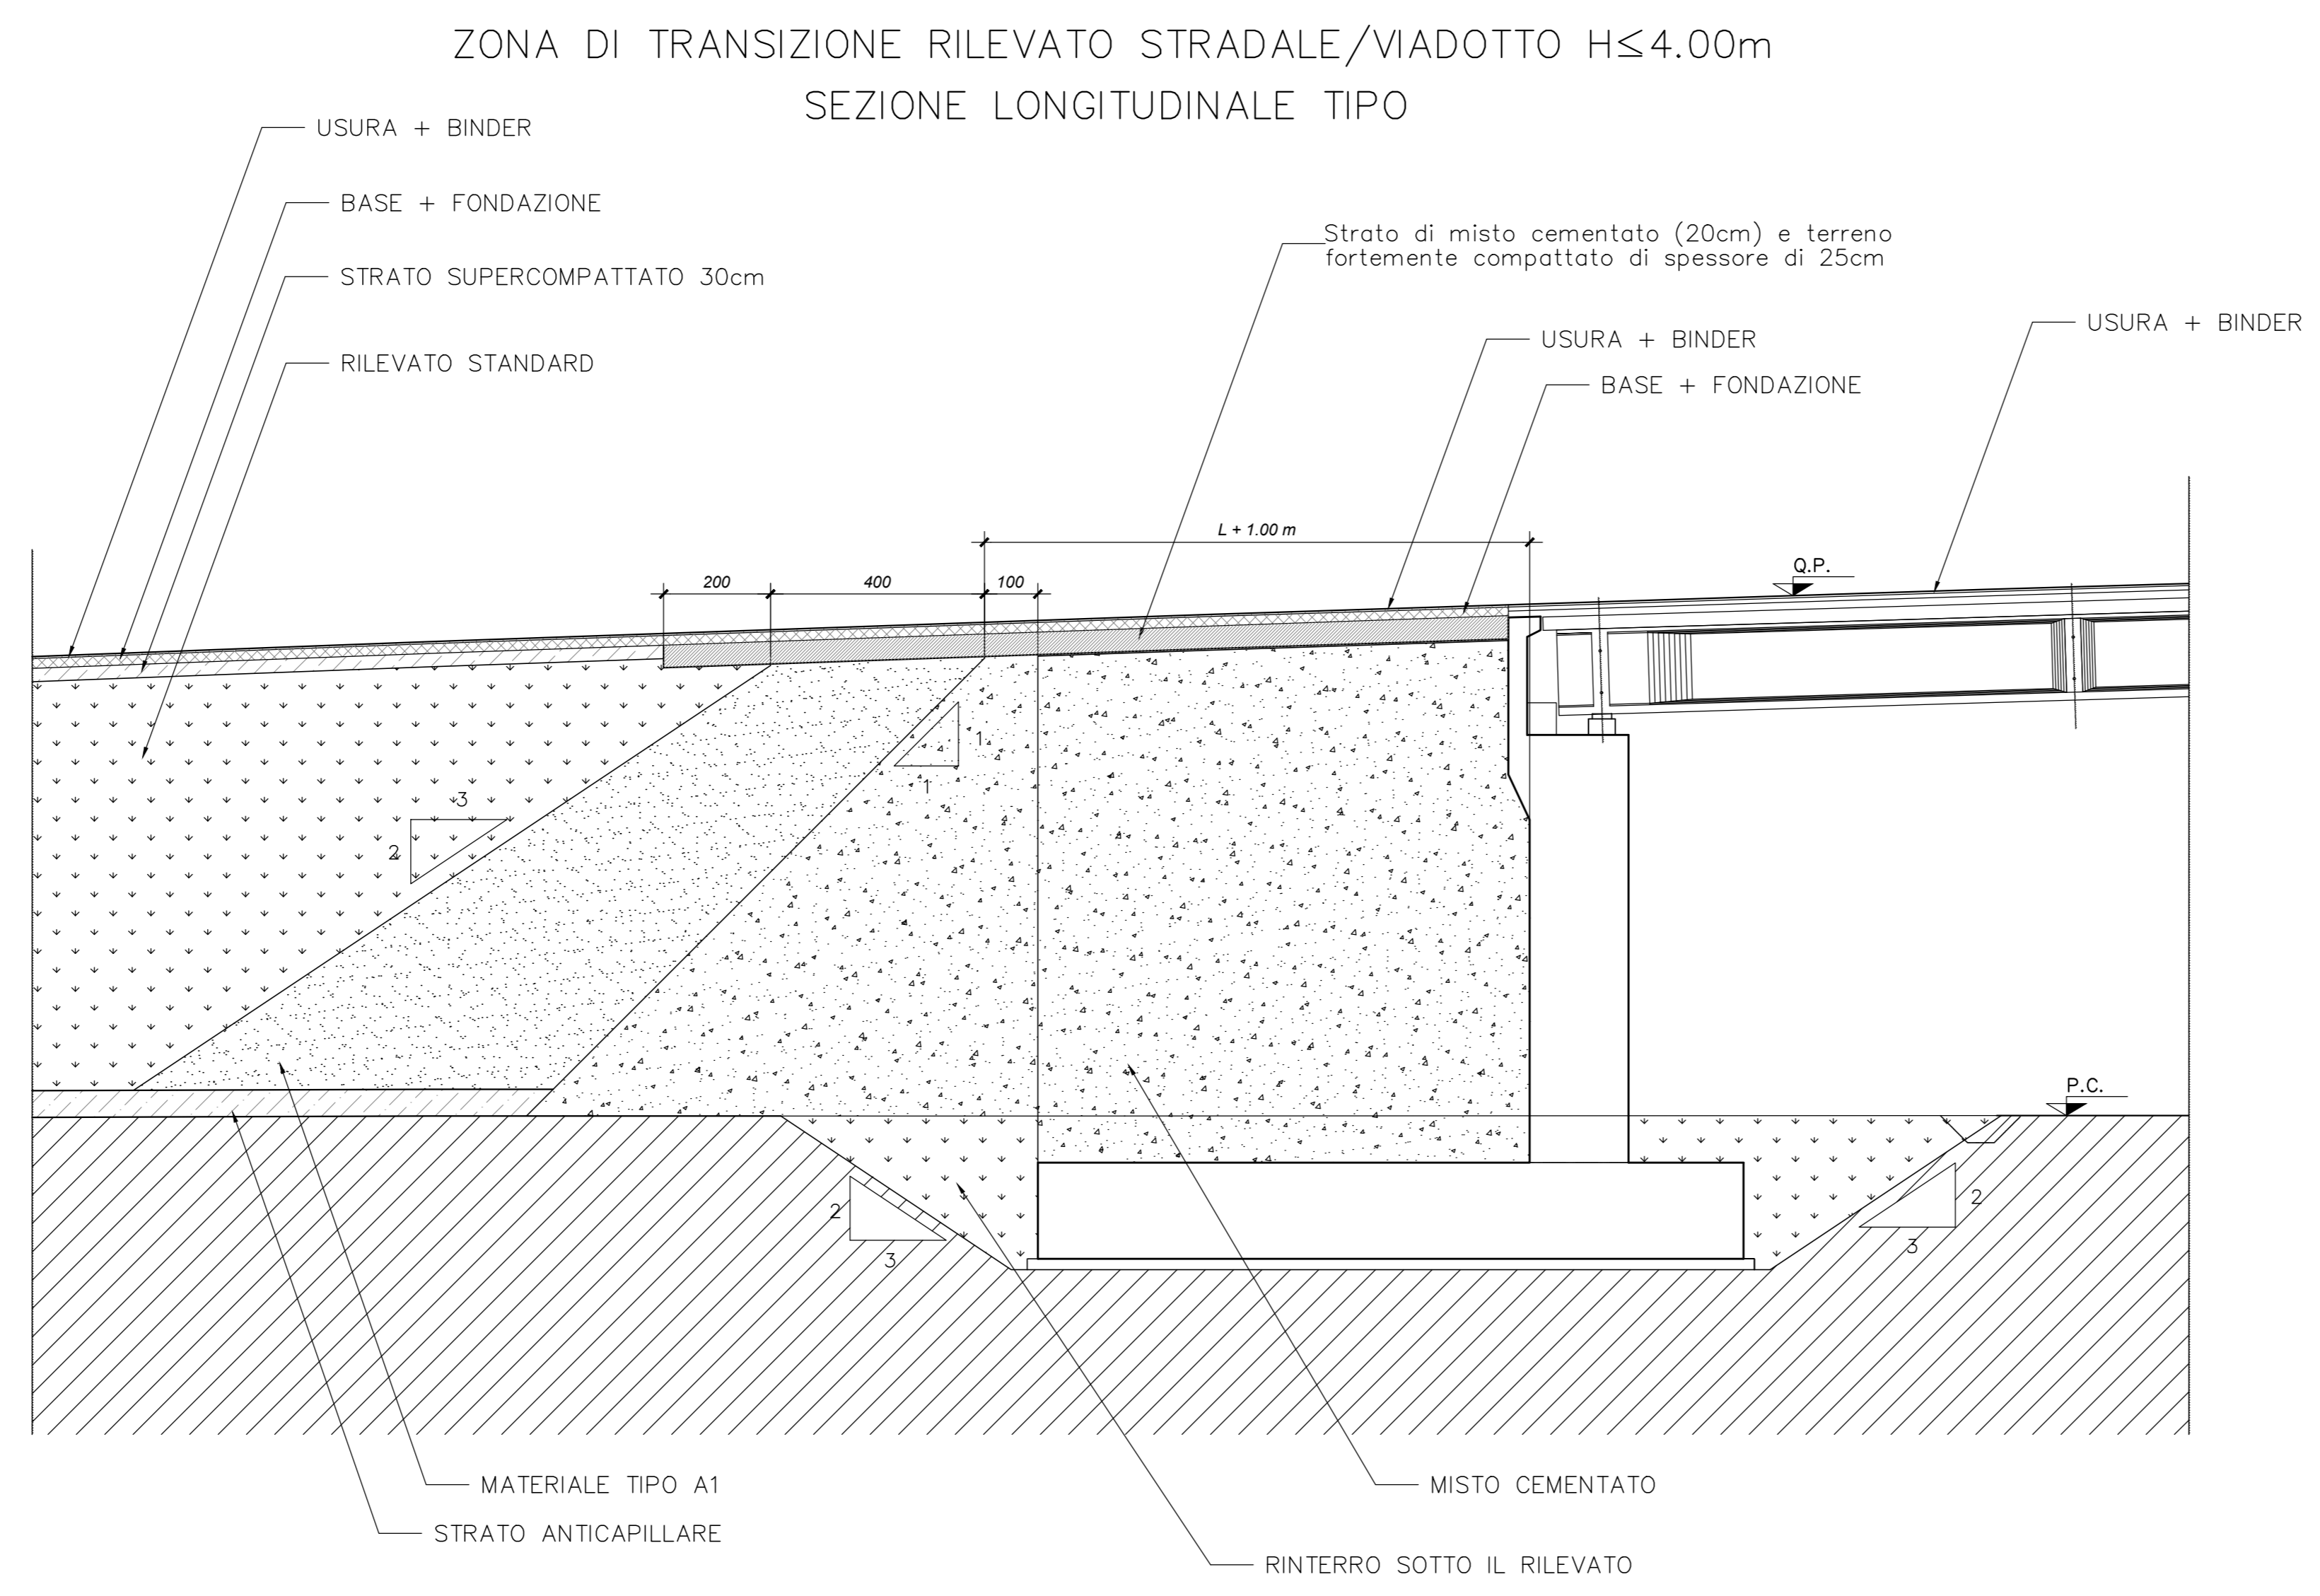 ZONA DI TRANSIZIONE RILEVATO STRADALE/VIADOTTO H≤4.00m
SEZIONE LONGITUDINALE TIPO
USURA + BINDER
BASE + FONDAZIONE
STRATO SUPERCOMPATTATO 30cm
RILEVATO STANDARD
Strato di misto cementato (20cm) e terreno
fortemente compattato di spessore di 25cm
USURA + BINDER
BASE + FONDAZIONE
USURA + BINDER
L + 1.00 m
200
400
100
Q.P.
1
1
3
2
P.C.
2
3
2
3
MATERIALE TIPO A1
STRATO ANTICAPILLARE
MISTO CEMENTATO
RINTERRO SOTTO IL RILEVATO